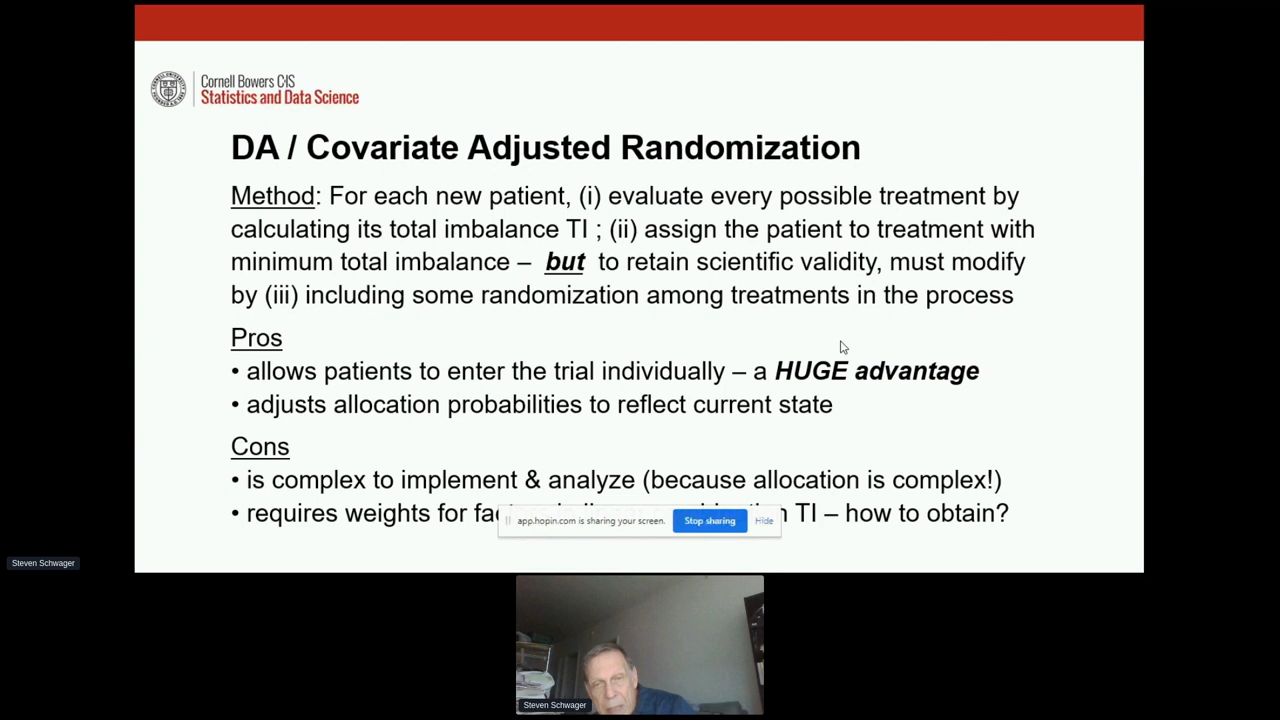 Cornell Bowers C·IS
Statistics and Data Science
DA / Covariate Adjusted Randomization
Method: For each new patient, (i) evaluate every possible treatment by
calculating its total imbalance TI ; (ii) assign the patient to treatment with
minimum total imbalance – but to retain scientific validity, must modify
by (iii) including some randomization among treatments in the process
Pros
• allows patients to enter the trial individually – a HUGE advantage
• adjusts allocation probabilities to reflect current state
Cons
• is complex to implement & analyze (because allocation is complex!)
• requires weights for TI – how to obtain?
app.hopin.com is sharing your screen. Stop sharing Hide
Steven Schwager
Steven Schwager